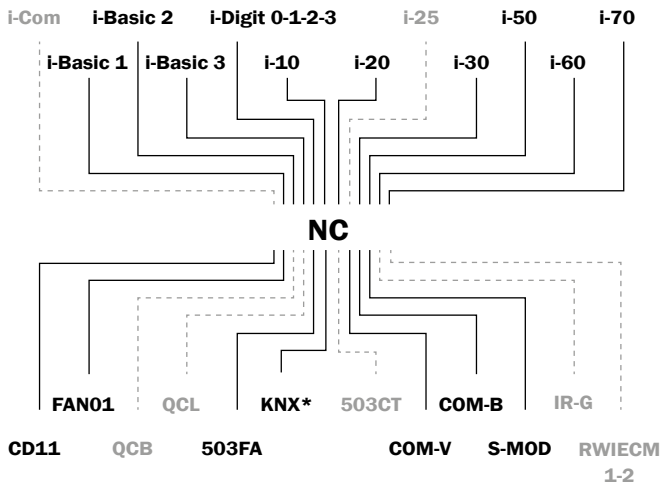 i-Com i-Basic 2 i-Digit 0-1-2-3 i-25 i-50 i-70
i-Basic 1 i-Basic 3 i-10 i-20 i-30 i-60
NC
FAN01 QCL KNX* 503CT COM-B IR-G
CD11 QCB 503FA COM-V S-MOD RWIECM
1-2